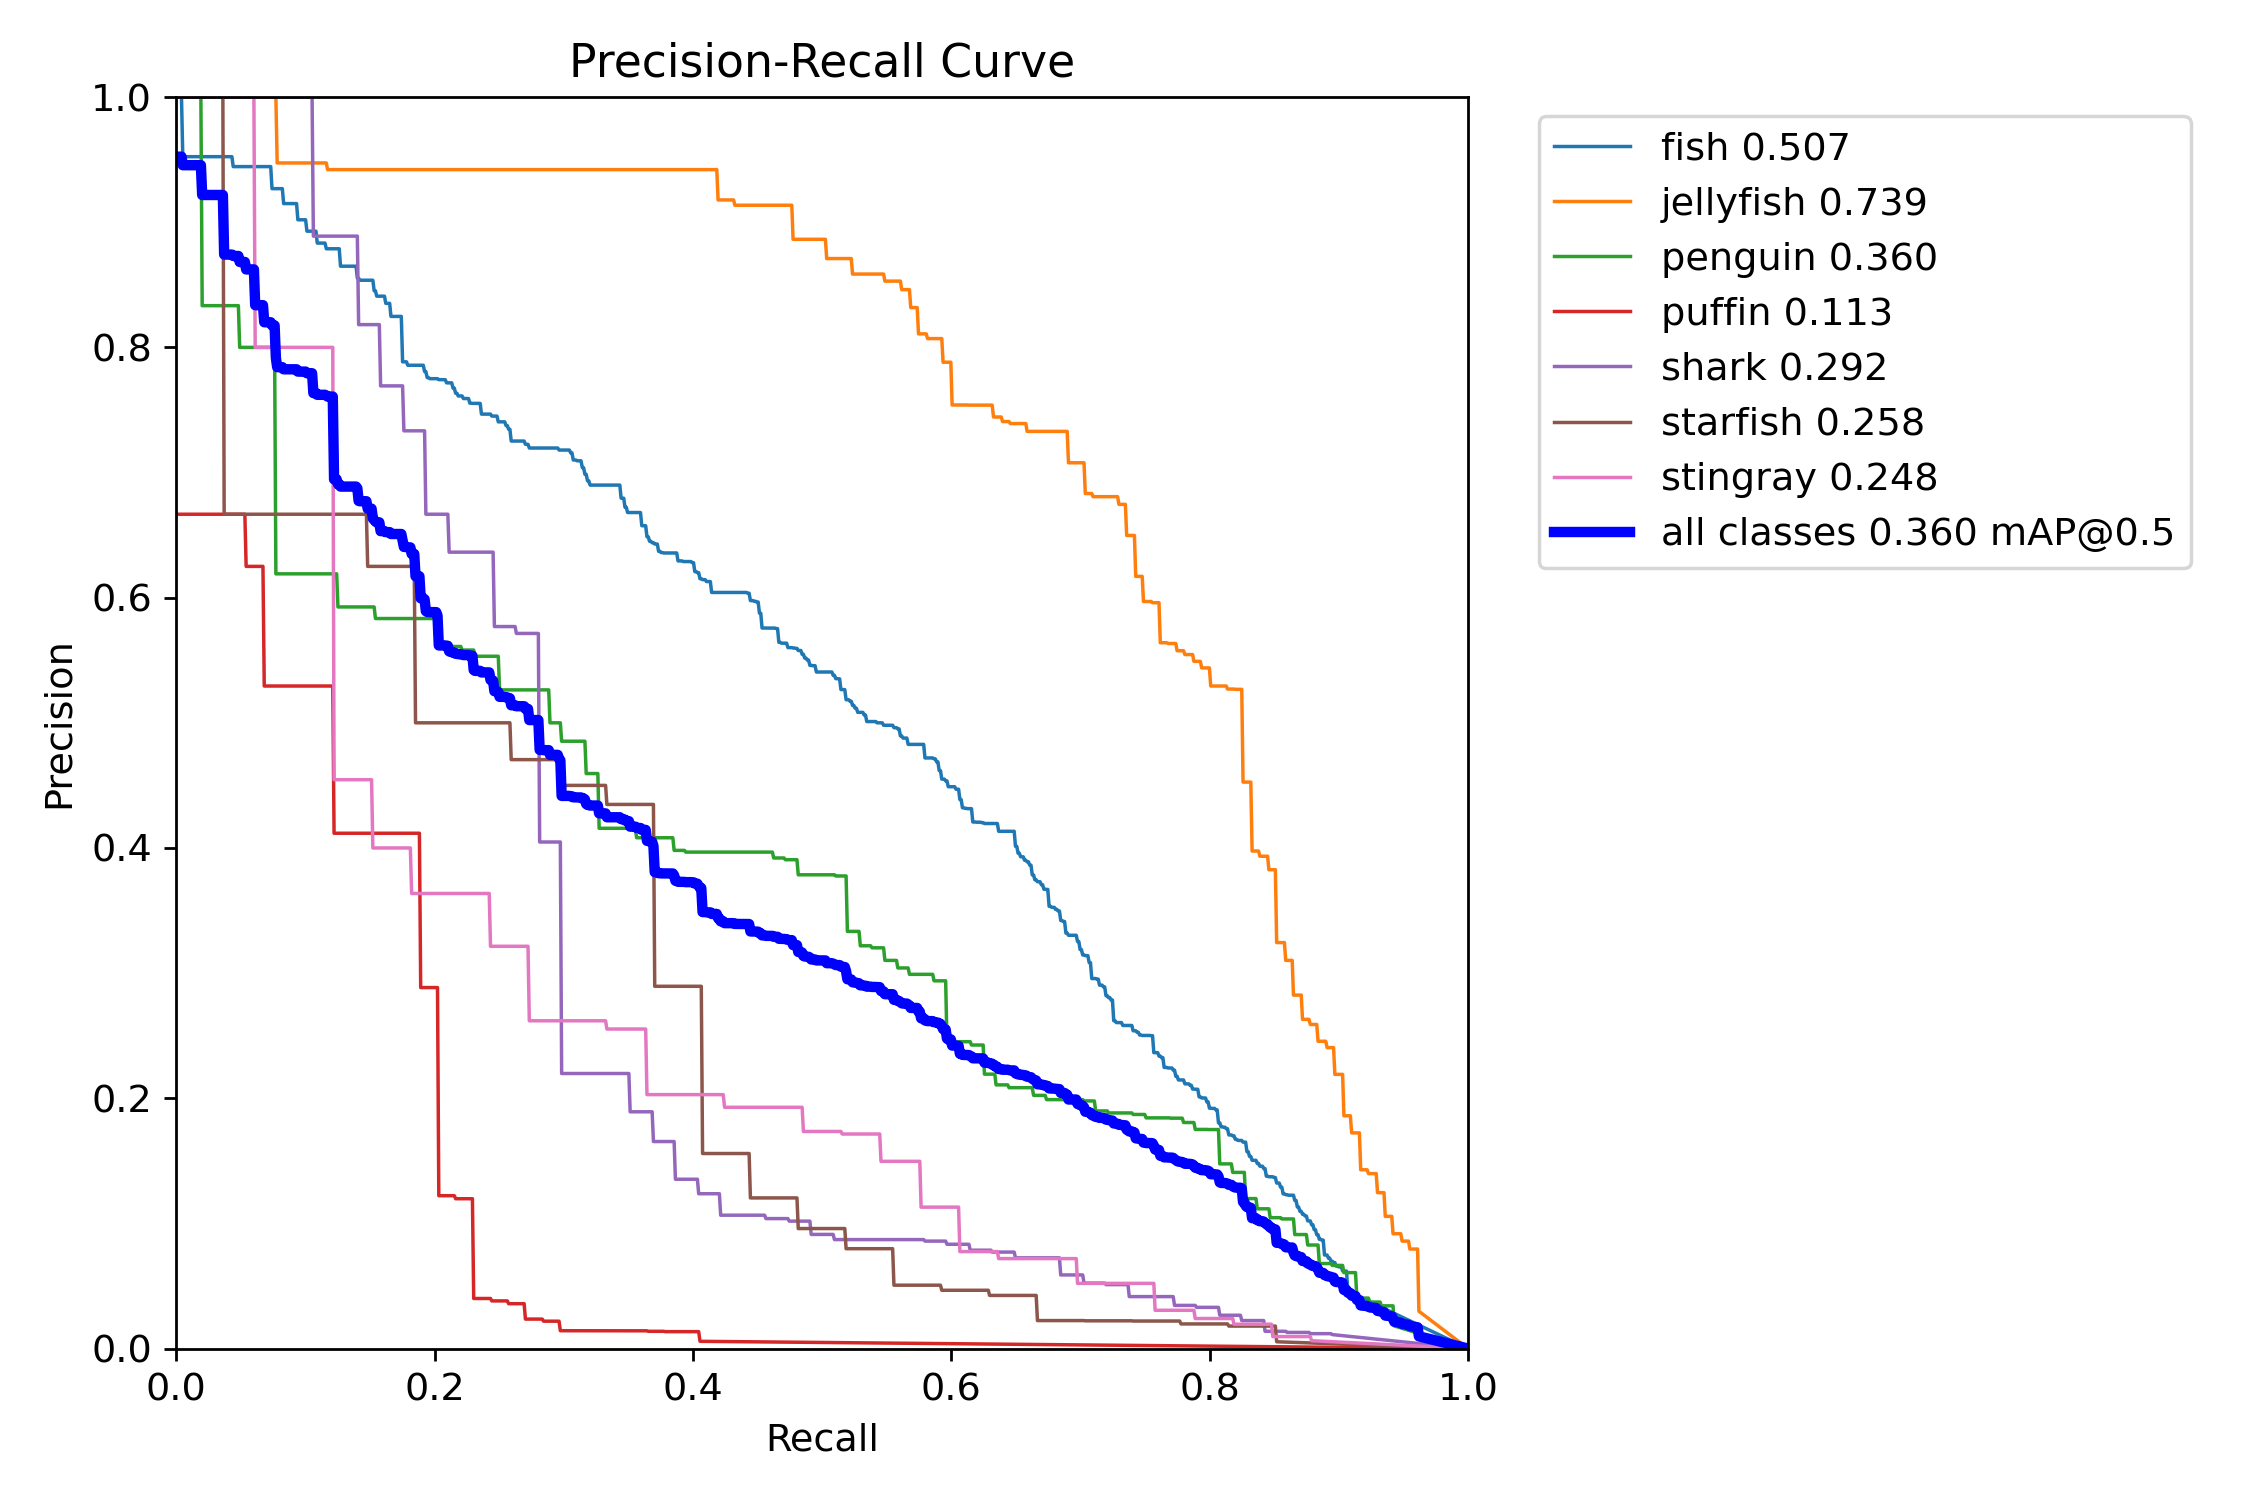 Precision-Recall Curve
1.0
0.8
0.6
0.4
0.2
0.0
Precision
0.0 0.2 0.4 0.6 0.8 1.0
Recall
fish 0.507
jellyfish 0.739
penguin 0.360
puffin 0.113
shark 0.292
starfish 0.258
stingray 0.248
all classes 0.360 mAP@0.5